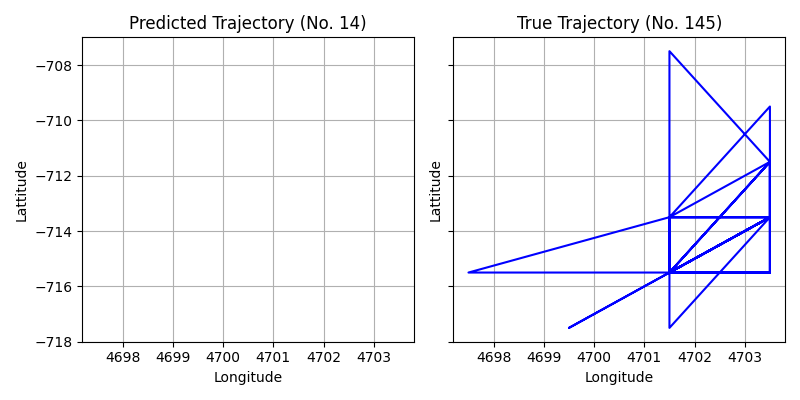 Predicted Trajectory (No. 14)
True Trajectory (No. 145)
−708
−710
−712
−714
−716
−718
Lattitude
Lattitude
4698 4699 4700 4701 4702 4703
4698 4699 4700 4701 4702 4703
Longitude
Longitude